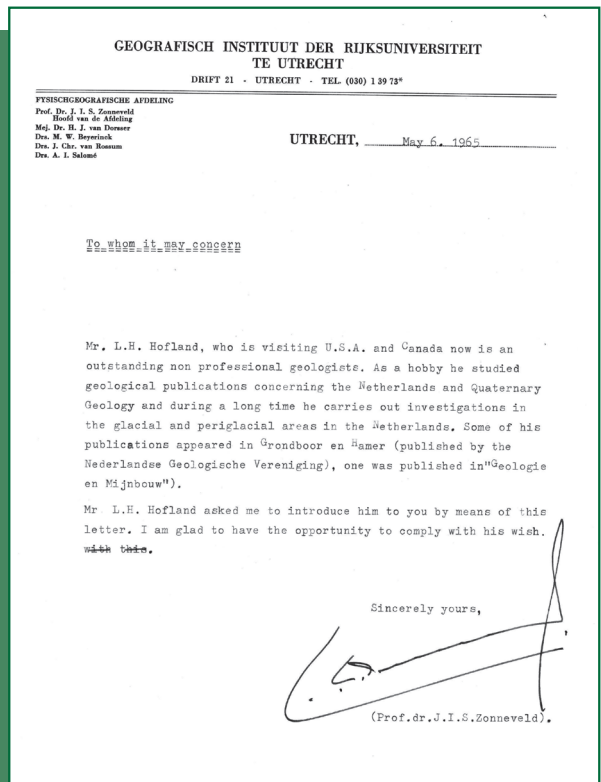 GEOGRAFISCH INSTITUUT DER RIJKSUNIVERSITEIT
TE UTRECHT
DRIFT 21 - UTRECHT - TEL. (030) 1 39 73*
FYSISCHGEOGRAFISCHE AFDELING
Prof. Dr. J. I. S. Zonneveld
Hoofd van de Afdeling
Mej. Dr. H. J. van Dorsser
Drs. M. W. Beyerinck
Drs. J. Chr. van Rossum
Drs. A. I. Salomé
UTRECHT, May 6. 1965
To whom it may concern
Mr. L.H. Hofland, who is visiting U.S.A. and Canada now is an
outstanding non professional geologists. As a hobby he studied
geological publications concerning the Netherlands and Quaternary
Geology and during a long time he carries out investigations in
the glacial and periglacial areas in the Netherlands. Some of his
publications appeared in Grondboor en Hamer (published by the
Nederlandse Geologische Vereniging), one was published in"Geologie
en Mijnbouw").
Mr L.H. Hofland asked me to introduce him to you by means of this
letter. I am glad to have the opportunity to comply with his wish.
with this.
Sincerely yours,
(Prof.dr.J.I.S.Zonneveld).